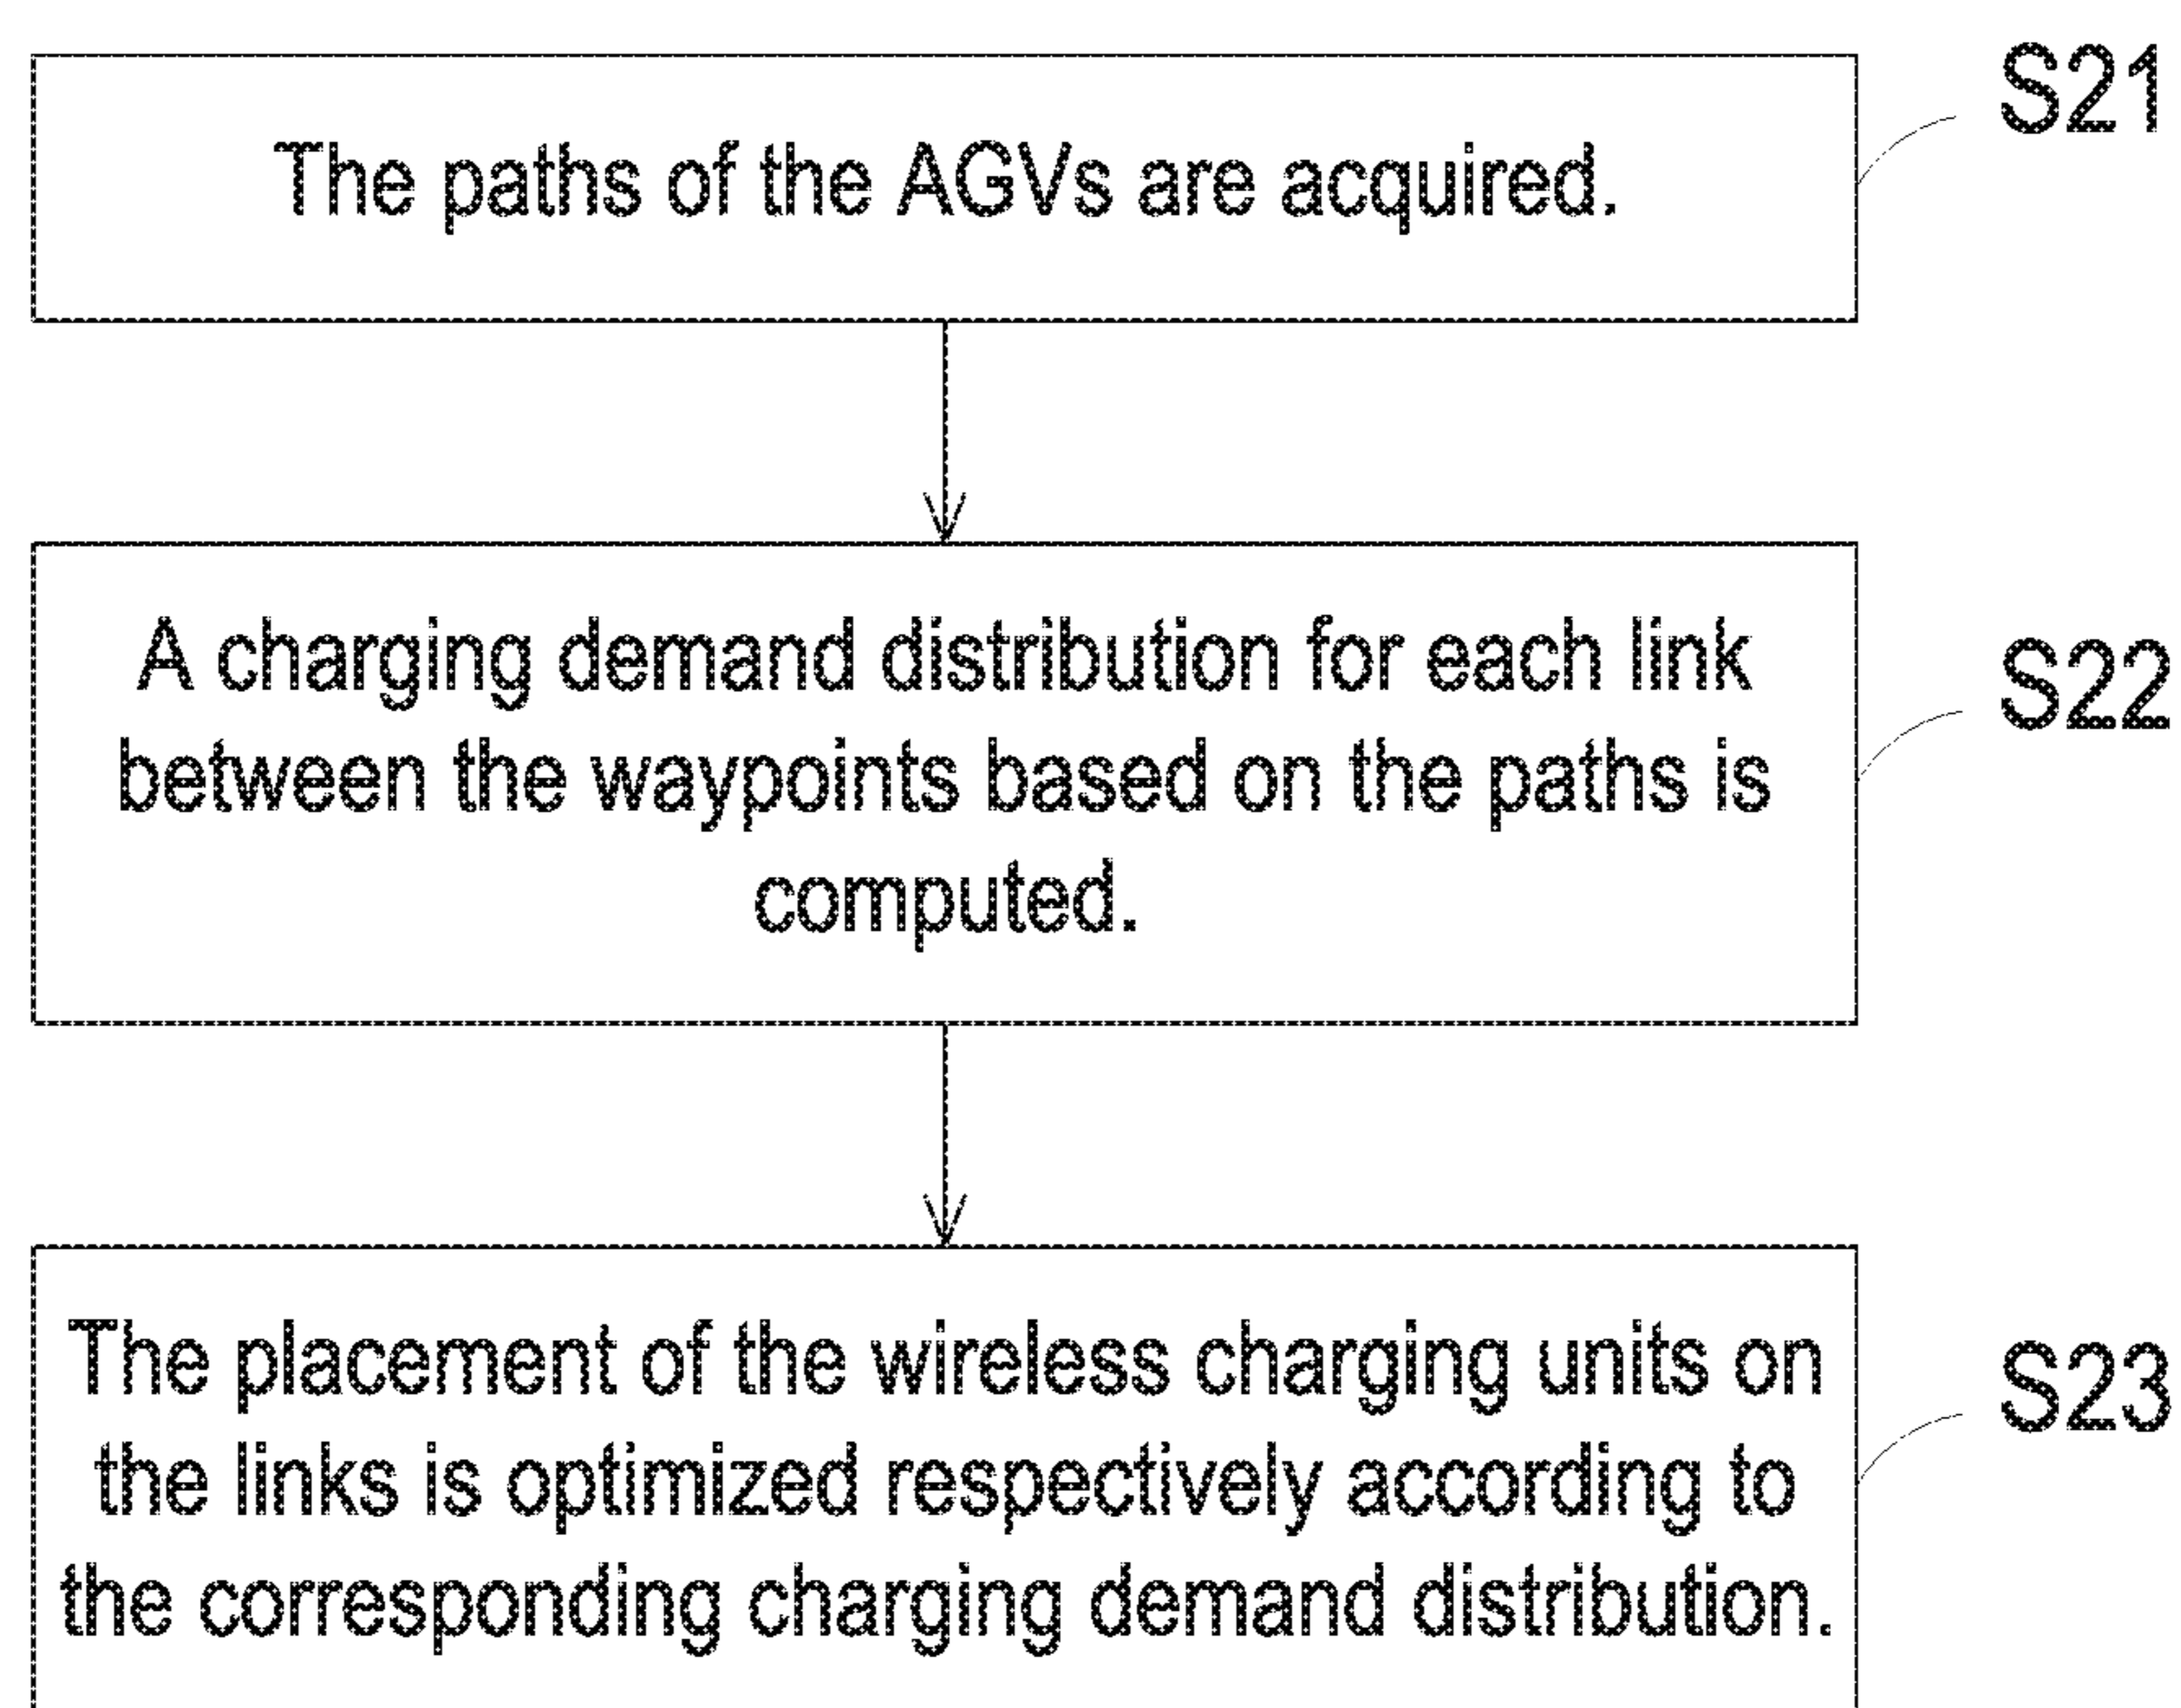 The paths of the AGVs are acquired.
S21
A charging demand distribution for each link
between the waypoints based on the paths is
computed.
S22
The placement of the wireless charging units on
the links is optimized respectively according to
the corresponding charging demand distribution.
S23